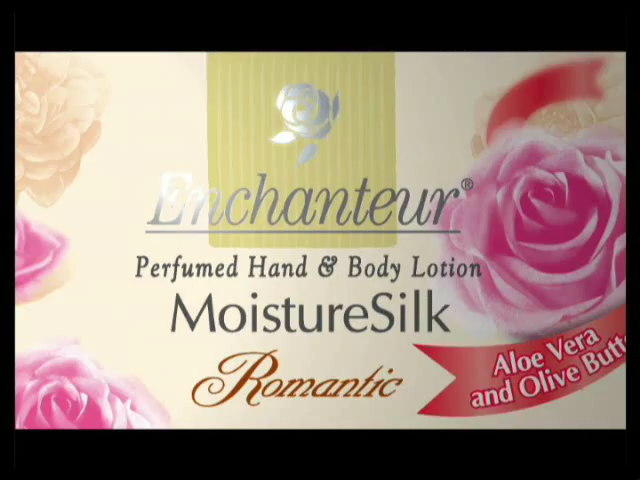 Enchanteur®
Perfumed Hand & Body Lotion
MoistureSilk
Romantic
Aloe Vera
and Olive Butt